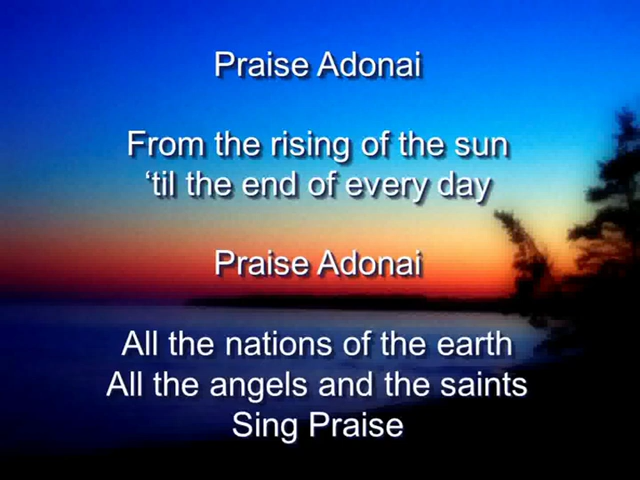 Praise Adonai
From the rising of the sun
‘til the end of every day
Praise Adonai
All the nations of the earth
All the angels and the saints
Sing Praise